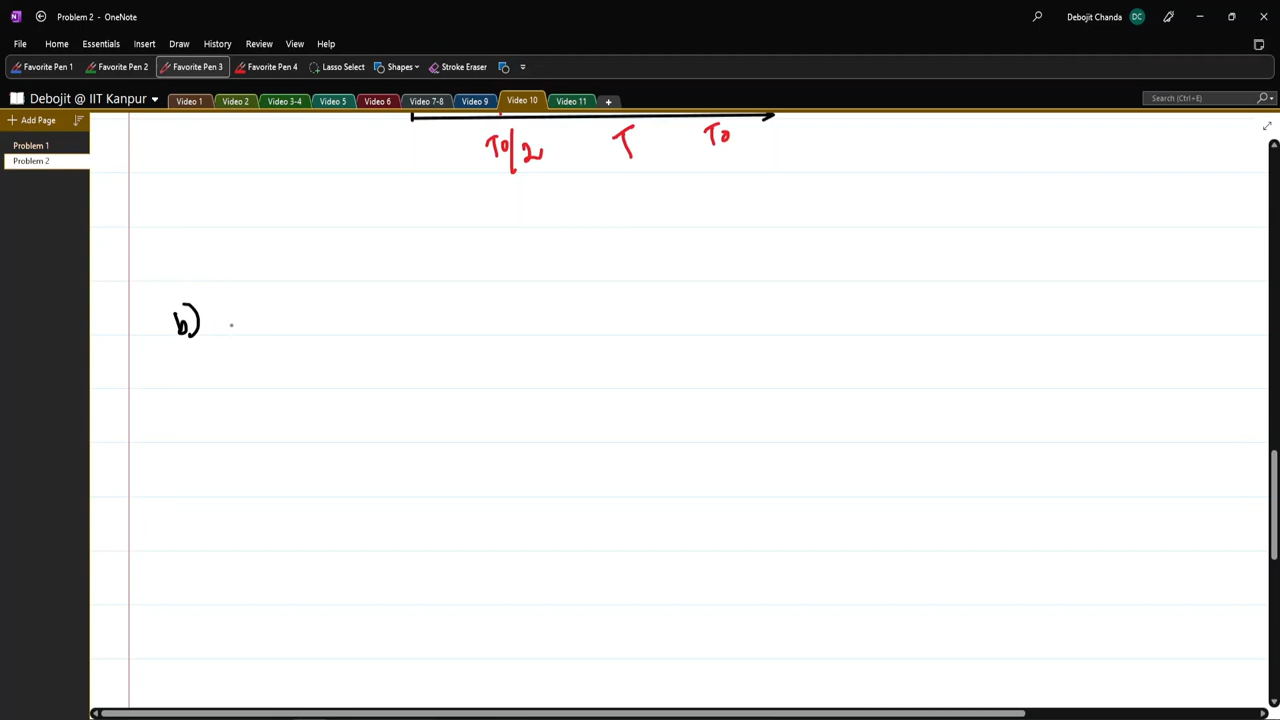 Problem 2 - OneNote
Debojit Chanda DC
File Home Essentials Insert Draw History Review View Help
Favorite Pen 1 Favorite Pen 2 Favorite Pen 3 Favorite Pen 4 Lasso Select Shapes Stroke Eraser
Debojit @ IIT Kanpur Video 1 Video 2 Video 3-4 Video 5 Video 6 Video 7-8 Video 9 Video 10 Video 11 + Search (Ctrl+E)
+ Add Page
Problem 1
Problem 2
T0/2 T T0
b)